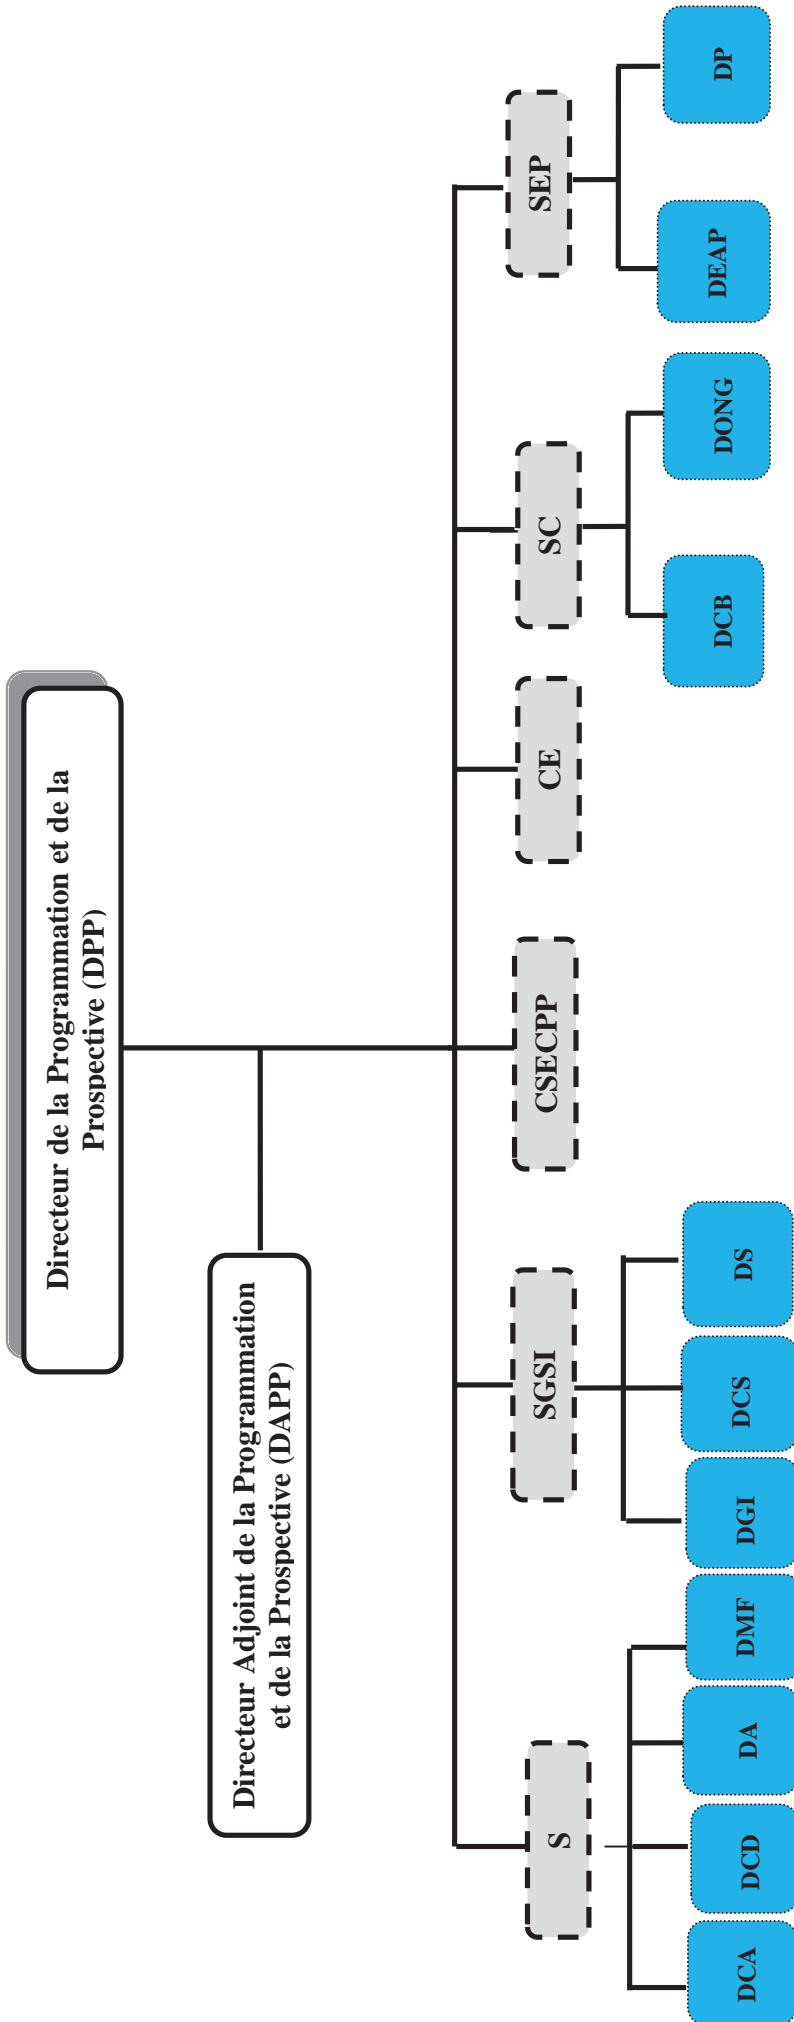 Directeur de la Programmation et de la
Prospective (DPP)
Directeur Adjoint de la Programmation
et de la Prospective (DAPP)
S
SGSI
CSECPP
CE
SC
SEP
DCA
DCD
DA
DMF
DGI
DCS
DS
DCB
DONG
DEAP
DP